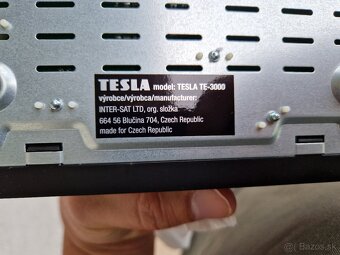 TESLA model: TESLA TE-3000
výrobce/výrobca/manufacturer:
INTER-SAT LTD, org. složka
664 56 Blučina 704, Czech Republic
made for Czech Republic
Bazos.sk